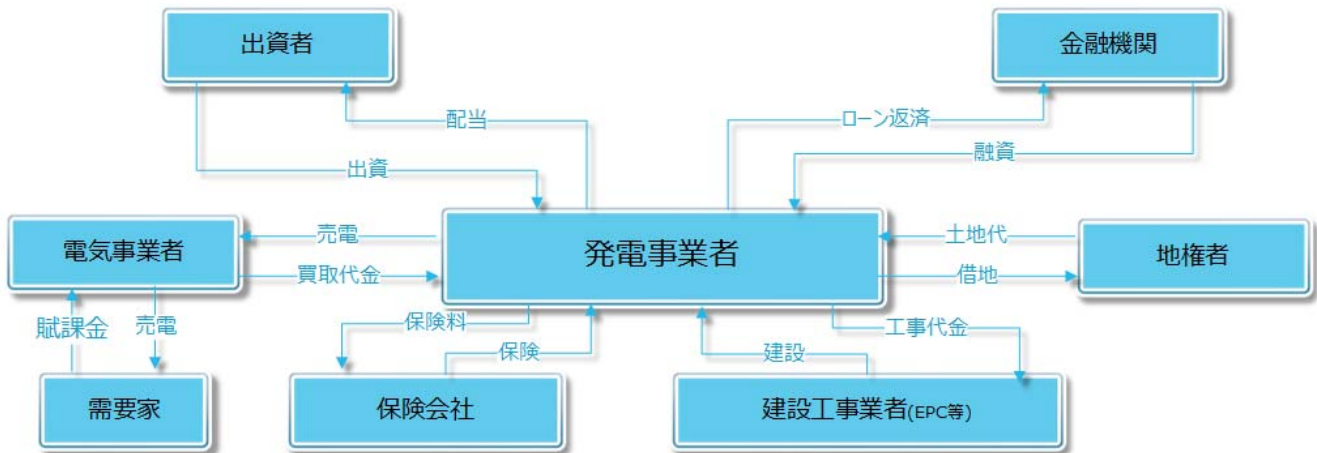 出資者
金融機関
配当
ローン返済
出資
融資
電気事業者
売電
買取代金
発電事業者
土地代
借地
地権者
賦課金
売電
保険料
保険
建設
工事代金
需要家
保険会社
建設工事業者(EPC等)